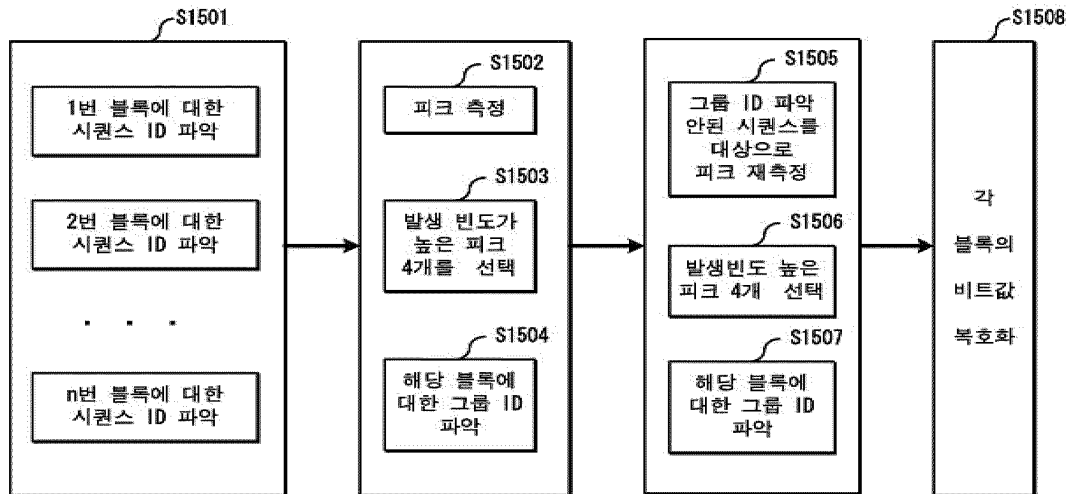 S1501
1번 블록에 대한
시퀀스 ID 파악
2번 블록에 대한
시퀀스 ID 파악
. . .
n번 블록에 대한
시퀀스 ID 파악
S1502
피크 측정
S1503
발생 빈도가
높은 피크
4개를 선택
S1504
해당 블록에
대한 그룹 ID
파악
S1505
그룹 ID 파악
안된 시퀀스를
대상으로
피크 재측정
S1506
발생빈도 높은
피크 4개 선택
S1507
해당 블록에
대한 그룹 ID
파악
S1508
각
블록의
비트값
복호화